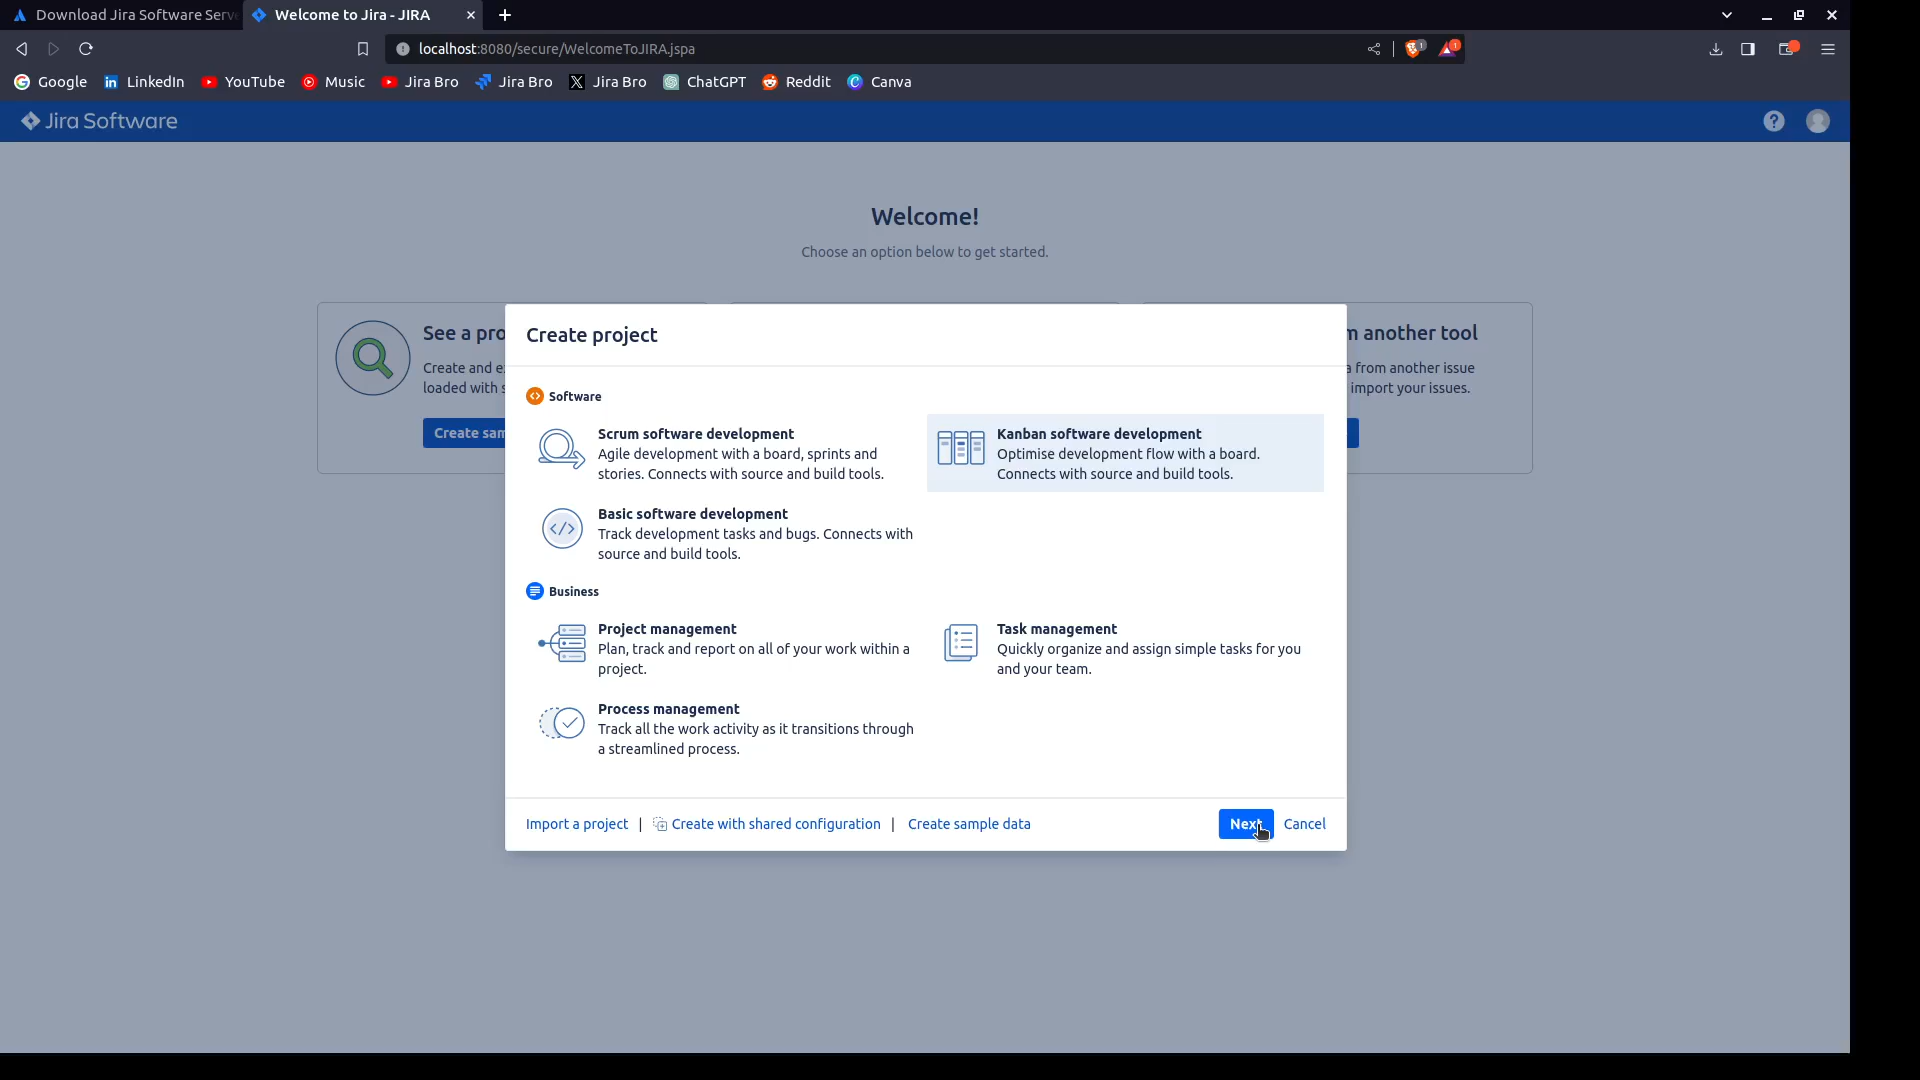 Download Jira Software Serv
Welcome to Jira - JIRA
localhost:8080/secure/WelcomeToJIRA.jspa
1
1
Google
LinkedIn
YouTube
Music
Jira Bro
Jira Bro
Jira Bro
ChatGPT
Reddit
Canva
Jira Software
Welcome!
Choose an option below to get started.
See a pro
Create and e
loaded with s
Create sam
m another tool
a from another issue
import your issues.
Create project
Software
Scrum software development
Agile development with a board, sprints and
stories. Connects with source and build tools.
Kanban software development
Optimise development flow with a board.
Connects with source and build tools.
Basic software development
Track development tasks and bugs. Connects with
source and build tools.
Business
Project management
Plan, track and report on all of your work within a
project.
Task management
Quickly organize and assign simple tasks for you
and your team.
Process management
Track all the work activity as it transitions through
a streamlined process.
Import a project | Create with shared configuration | Create sample data
Next
Cancel